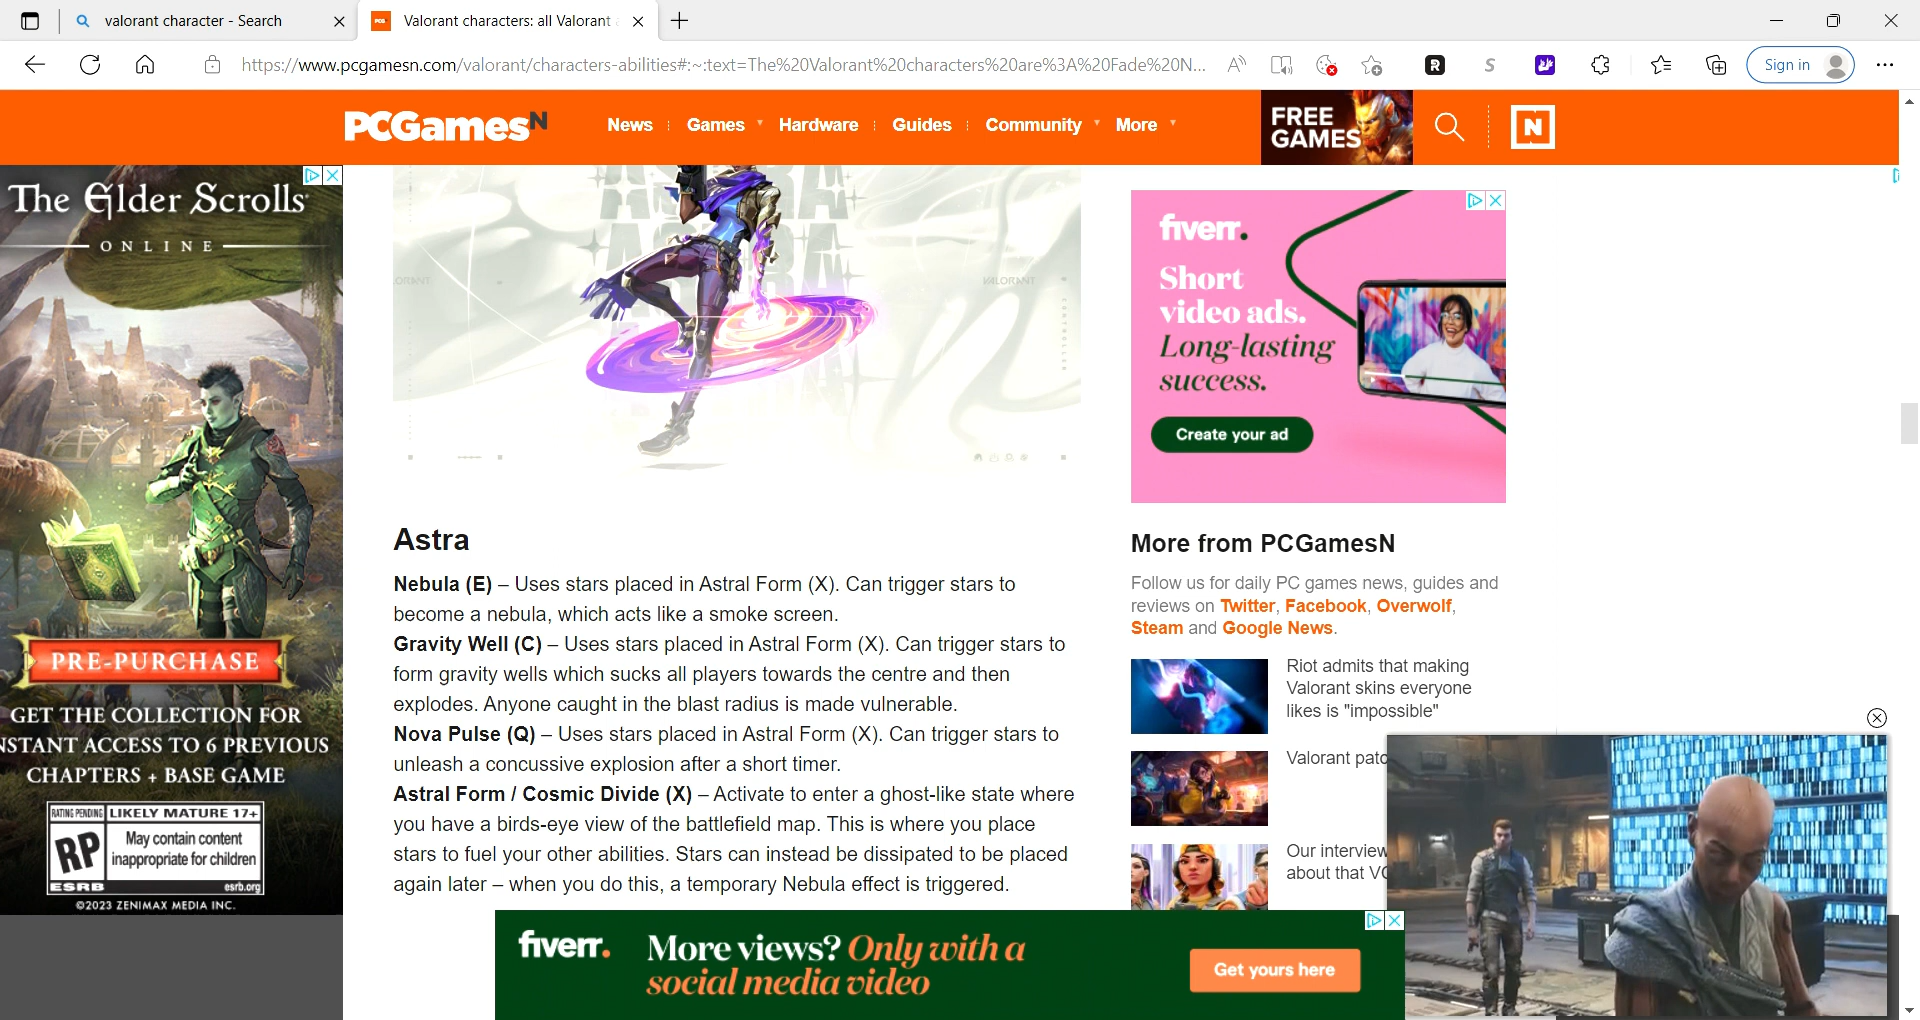 valorant character - Search
Valorant characters: all Valorant
https://www.pcgamesn.com/valorant/characters-abilities#:~:text=The%20Valorant%20characters%20are%3A%20Fade%20N...
Sign in
PCGamesN
News
Games
Hardware
Guides
Community
More
FREE
GAMES
N
The Elder Scrolls
ONLINE
PRE-PURCHASE
GET THE COLLECTION FOR
NSTANT ACCESS TO 6 PREVIOUS
CHAPTERS + BASE GAME
RATING PENDING LIKELY MATURE 17+
RP
May contain content
inappropriate for children
ESRB
esrb.org
©2023 ZENIMAX MEDIA INC.
ASTRA
ORANT
VALORANT
CONTROLLER
Astra
Nebula (E) – Uses stars placed in Astral Form (X). Can trigger stars to
become a nebula, which acts like a smoke screen.
Gravity Well (C) – Uses stars placed in Astral Form (X). Can trigger stars to
form gravity wells which sucks all players towards the centre and then
explodes. Anyone caught in the blast radius is made vulnerable.
Nova Pulse (Q) – Uses stars placed in Astral Form (X). Can trigger stars to
unleash a concussive explosion after a short timer.
Astral Form / Cosmic Divide (X) – Activate to enter a ghost-like state where
you have a birds-eye view of the battlefield map. This is where you place
stars to fuel your other abilities. Stars can instead be dissipated to be placed
again later – when you do this, a temporary Nebula effect is triggered.
fiverr.
Short
video ads.
Long-lasting
success.
Create your ad
More from PCGamesN
Follow us for daily PC games news, guides and
reviews on Twitter, Facebook, Overwolf,
Steam and Google News.
Riot admits that making
Valorant skins everyone
likes is "impossible"
Valorant patc
Our interview
about that VC
fiverr.
More views? Only with a
social media video
Get yours here